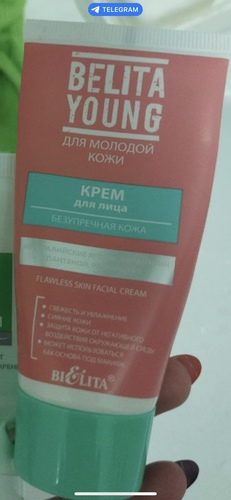 TELEGRAM
BELITA
YOUNG
ДЛЯ МОЛОДОЙ
КОЖИ
КРЕМ
для лица
БЕЗУПРЕЧНАЯ КОЖА
FLAWLESS SKIN FACIAL CREAM
• СВЕЖЕСТЬ И УВЛАЖНЕНИЕ
• СИЯНИЕ КОЖИ
• ЗАЩИТА КОЖИ ОТ НЕГАТИВНОГО
ВОЗДЕЙСТВИЯ ОКРУЖАЮЩЕЙ СРЕДЫ
• МОЖЕТ ИСПОЛЬЗОВАТЬСЯ
КАК ОСНОВА ПОД МАКИЯЖ
BIELITA®